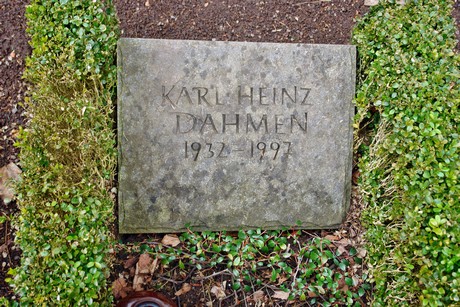 KARL HEINZ
DAHMEN
1932 - 1997